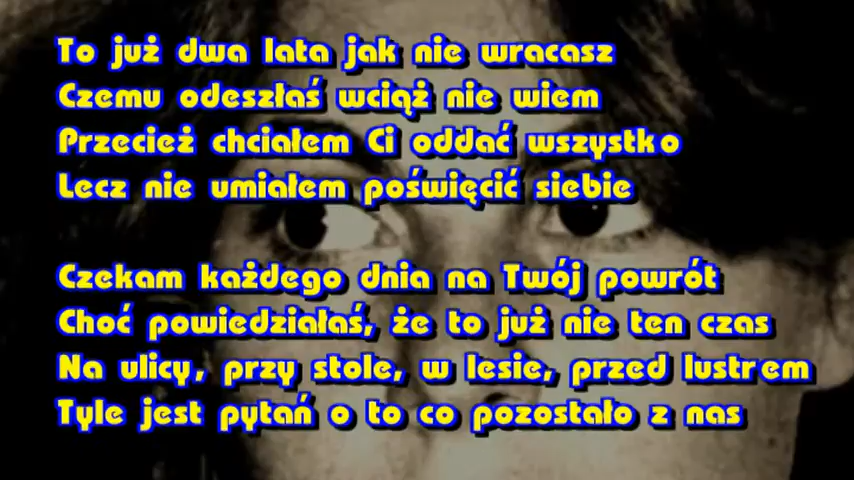 To już dwa lata jak nie wracasz
Czemu odeszłaś wciąż nie wiem
Przecież chciałem Ci oddać wszystko
Lecz nie umiałem poświęcić siebie
Czekam każdego dnia na Twój powrót
Choć powiedziałaś, że to już nie ten czas
Na ulicy, przy stole, w lesie, przed lustrem
Tyle jest pytań o to co pozostało z nas